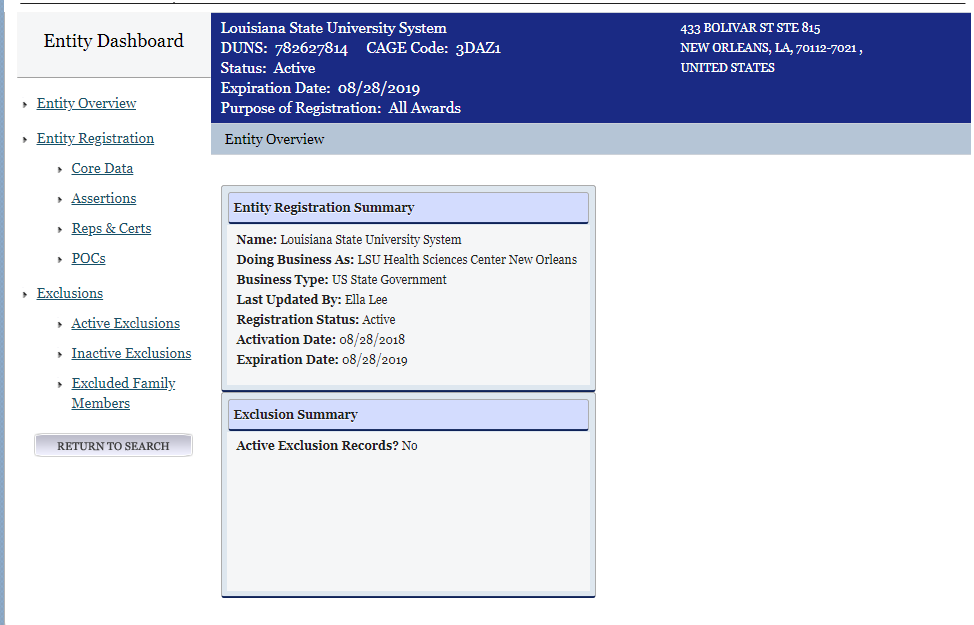 Entity Dashboard
Entity Overview
Entity Registration
Core Data
Assertions
Reps & Certs
POCs
Exclusions
Active Exclusions
Inactive Exclusions
Excluded Family
Members
RETURN TO SEARCH
Louisiana State University System
DUNS: 782627814 CAGE Code: 3DAZ1
Status: Active
Expiration Date: 08/28/2019
Purpose of Registration: All Awards
433 BOLIVAR ST STE 815
NEW ORLEANS, LA, 70112-7021 ,
UNITED STATES
Entity Overview
Entity Registration Summary
Name: Louisiana State University System
Doing Business As: LSU Health Sciences Center New Orleans
Business Type: US State Government
Last Updated By: Ella Lee
Registration Status: Active
Activation Date: 08/28/2018
Expiration Date: 08/28/2019
Exclusion Summary
Active Exclusion Records? No